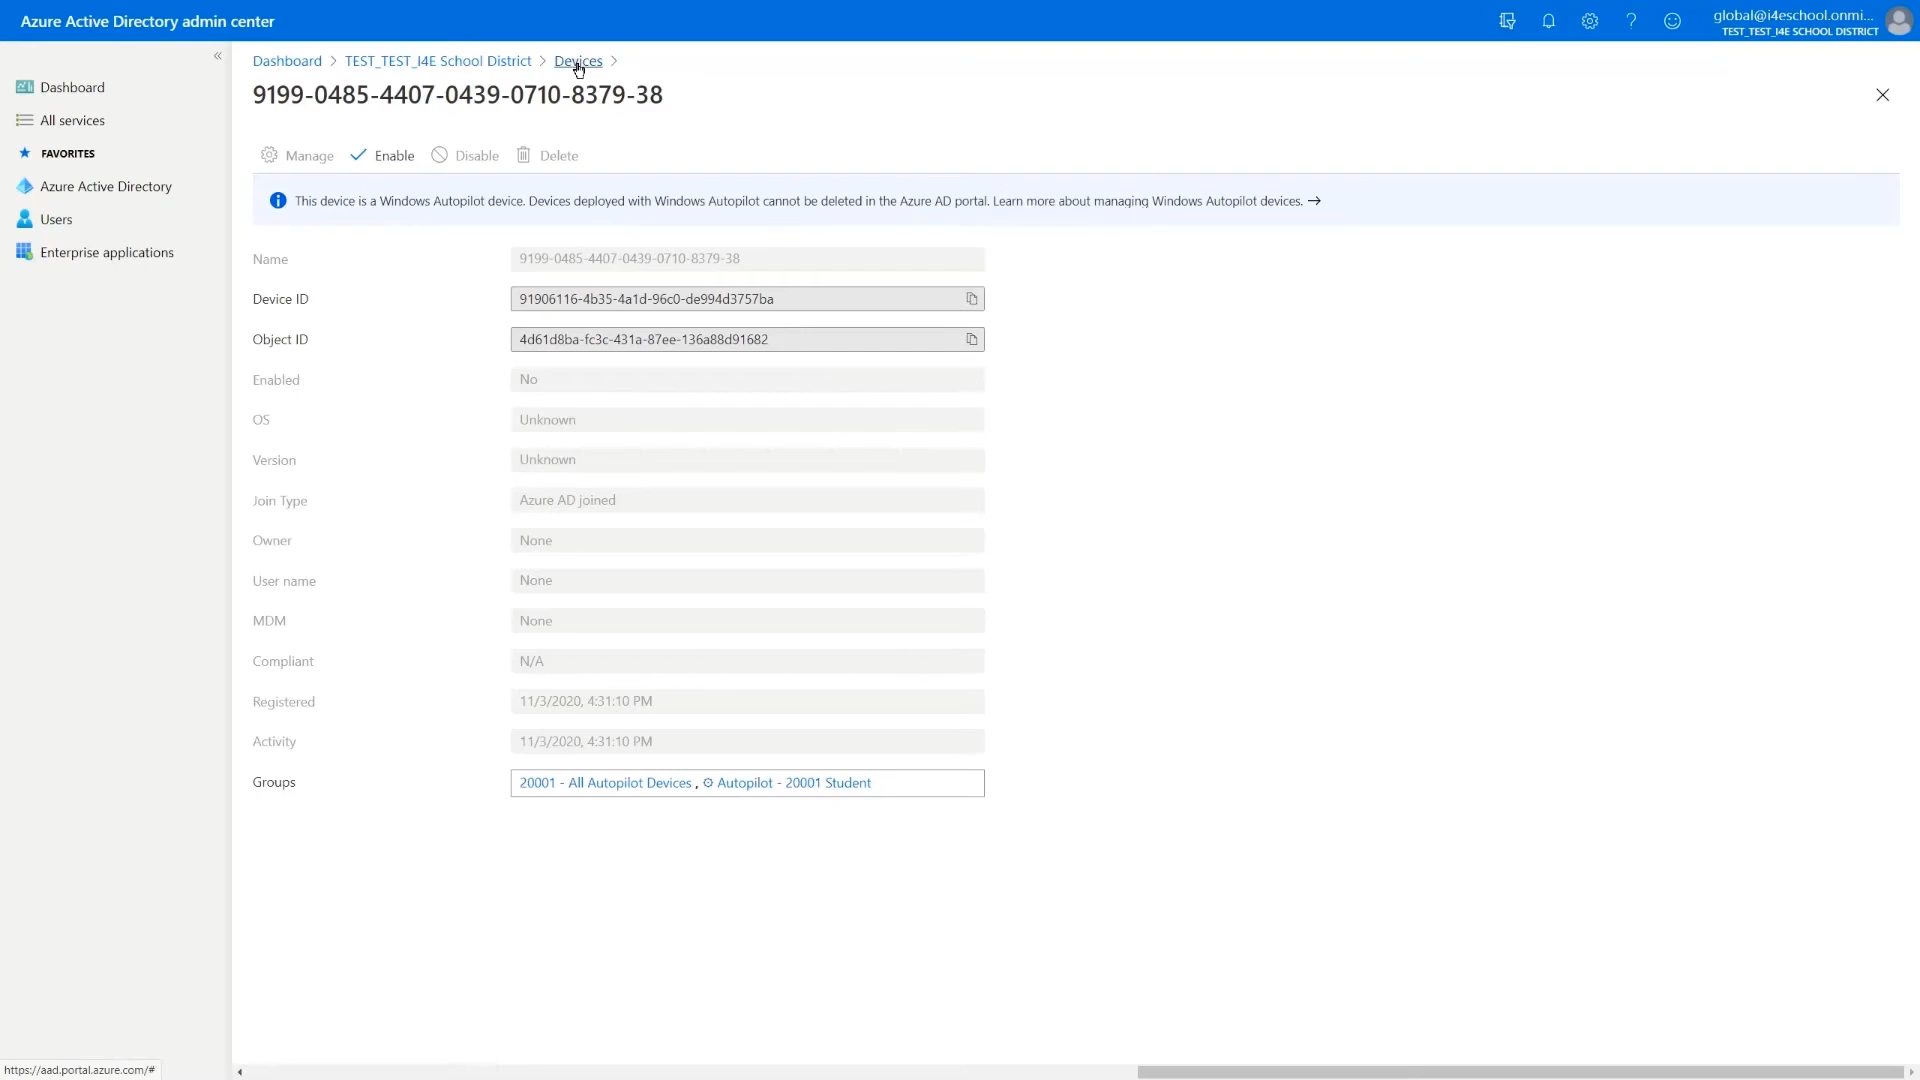 Azure Active Directory admin center
global@i4eschool.onmi...
TEST_TEST_I4E SCHOOL DISTRICT
«
Dashboard > TEST_TEST_I4E School District > Devices >
9199-0485-4407-0439-0710-8379-38
Dashboard
All services
FAVORITES
Azure Active Directory
Users
Enterprise applications
Manage Enable Disable Delete
This device is a Windows Autopilot device. Devices deployed with Windows Autopilot cannot be deleted in the Azure AD portal. Learn more about managing Windows Autopilot devices. →
Name 9199-0485-4407-0439-0710-8379-38
Device ID 91906116-4b35-4a1d-96c0-de994d3757ba
Object ID 4d61d8ba-fc3c-431a-87ee-136a88d91682
Enabled No
OS Unknown
Version Unknown
Join Type Azure AD joined
Owner None
User name None
MDM None
Compliant N/A
Registered 11/3/2020, 4:31:10 PM
Activity 11/3/2020, 4:31:10 PM
Groups 20001 - All Autopilot Devices , Autopilot - 20001 Student
https://aad.portal.azure.com/#